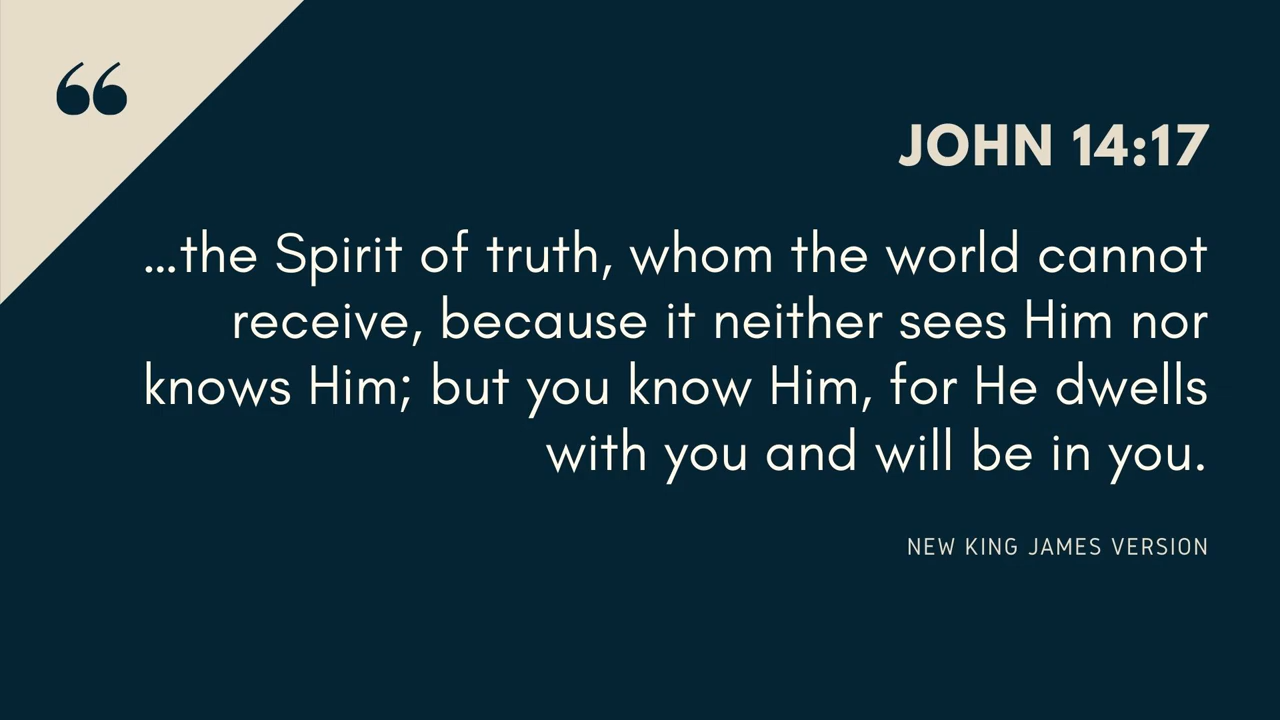 “
JOHN 14:17
...the Spirit of truth, whom the world cannot
receive, because it neither sees Him nor
knows Him; but you know Him, for He dwells
with you and will be in you.
NEW KING JAMES VERSION